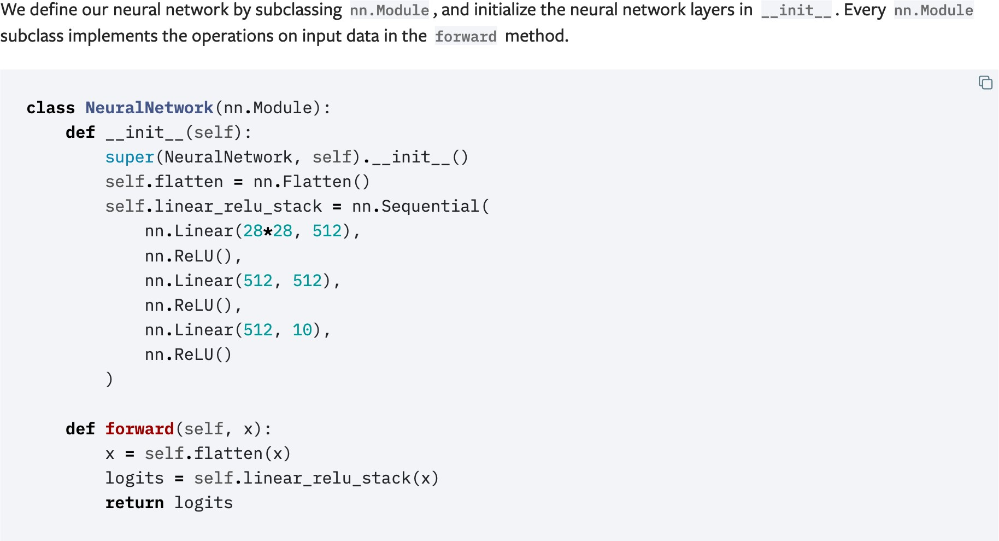 We define our neural network by subclassing nn.Module, and initialize the neural network layers in __init__. Every nn.Module
subclass implements the operations on input data in the forward method.
class NeuralNetwork(nn.Module):
    def __init__(self):
        super(NeuralNetwork, self).__init__()
        self.flatten = nn.Flatten()
        self.linear_relu_stack = nn.Sequential(
            nn.Linear(28*28, 512),
            nn.ReLU(),
            nn.Linear(512, 512),
            nn.ReLU(),
            nn.Linear(512, 10),
            nn.ReLU()
        )
    def forward(self, x):
        x = self.flatten(x)
        logits = self.linear_relu_stack(x)
        return logits